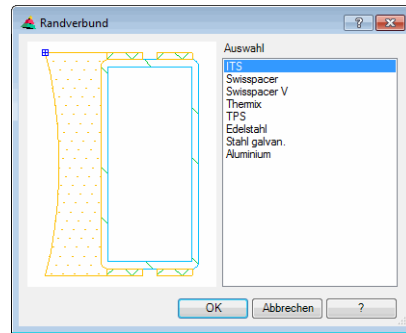 Randverbund
?
Auswahl
ITS
Swisspacer
Swisspacer V
Thermix
TPS
Edelstahl
Stahl galvan.
Aluminium
OK Abbrechen ?